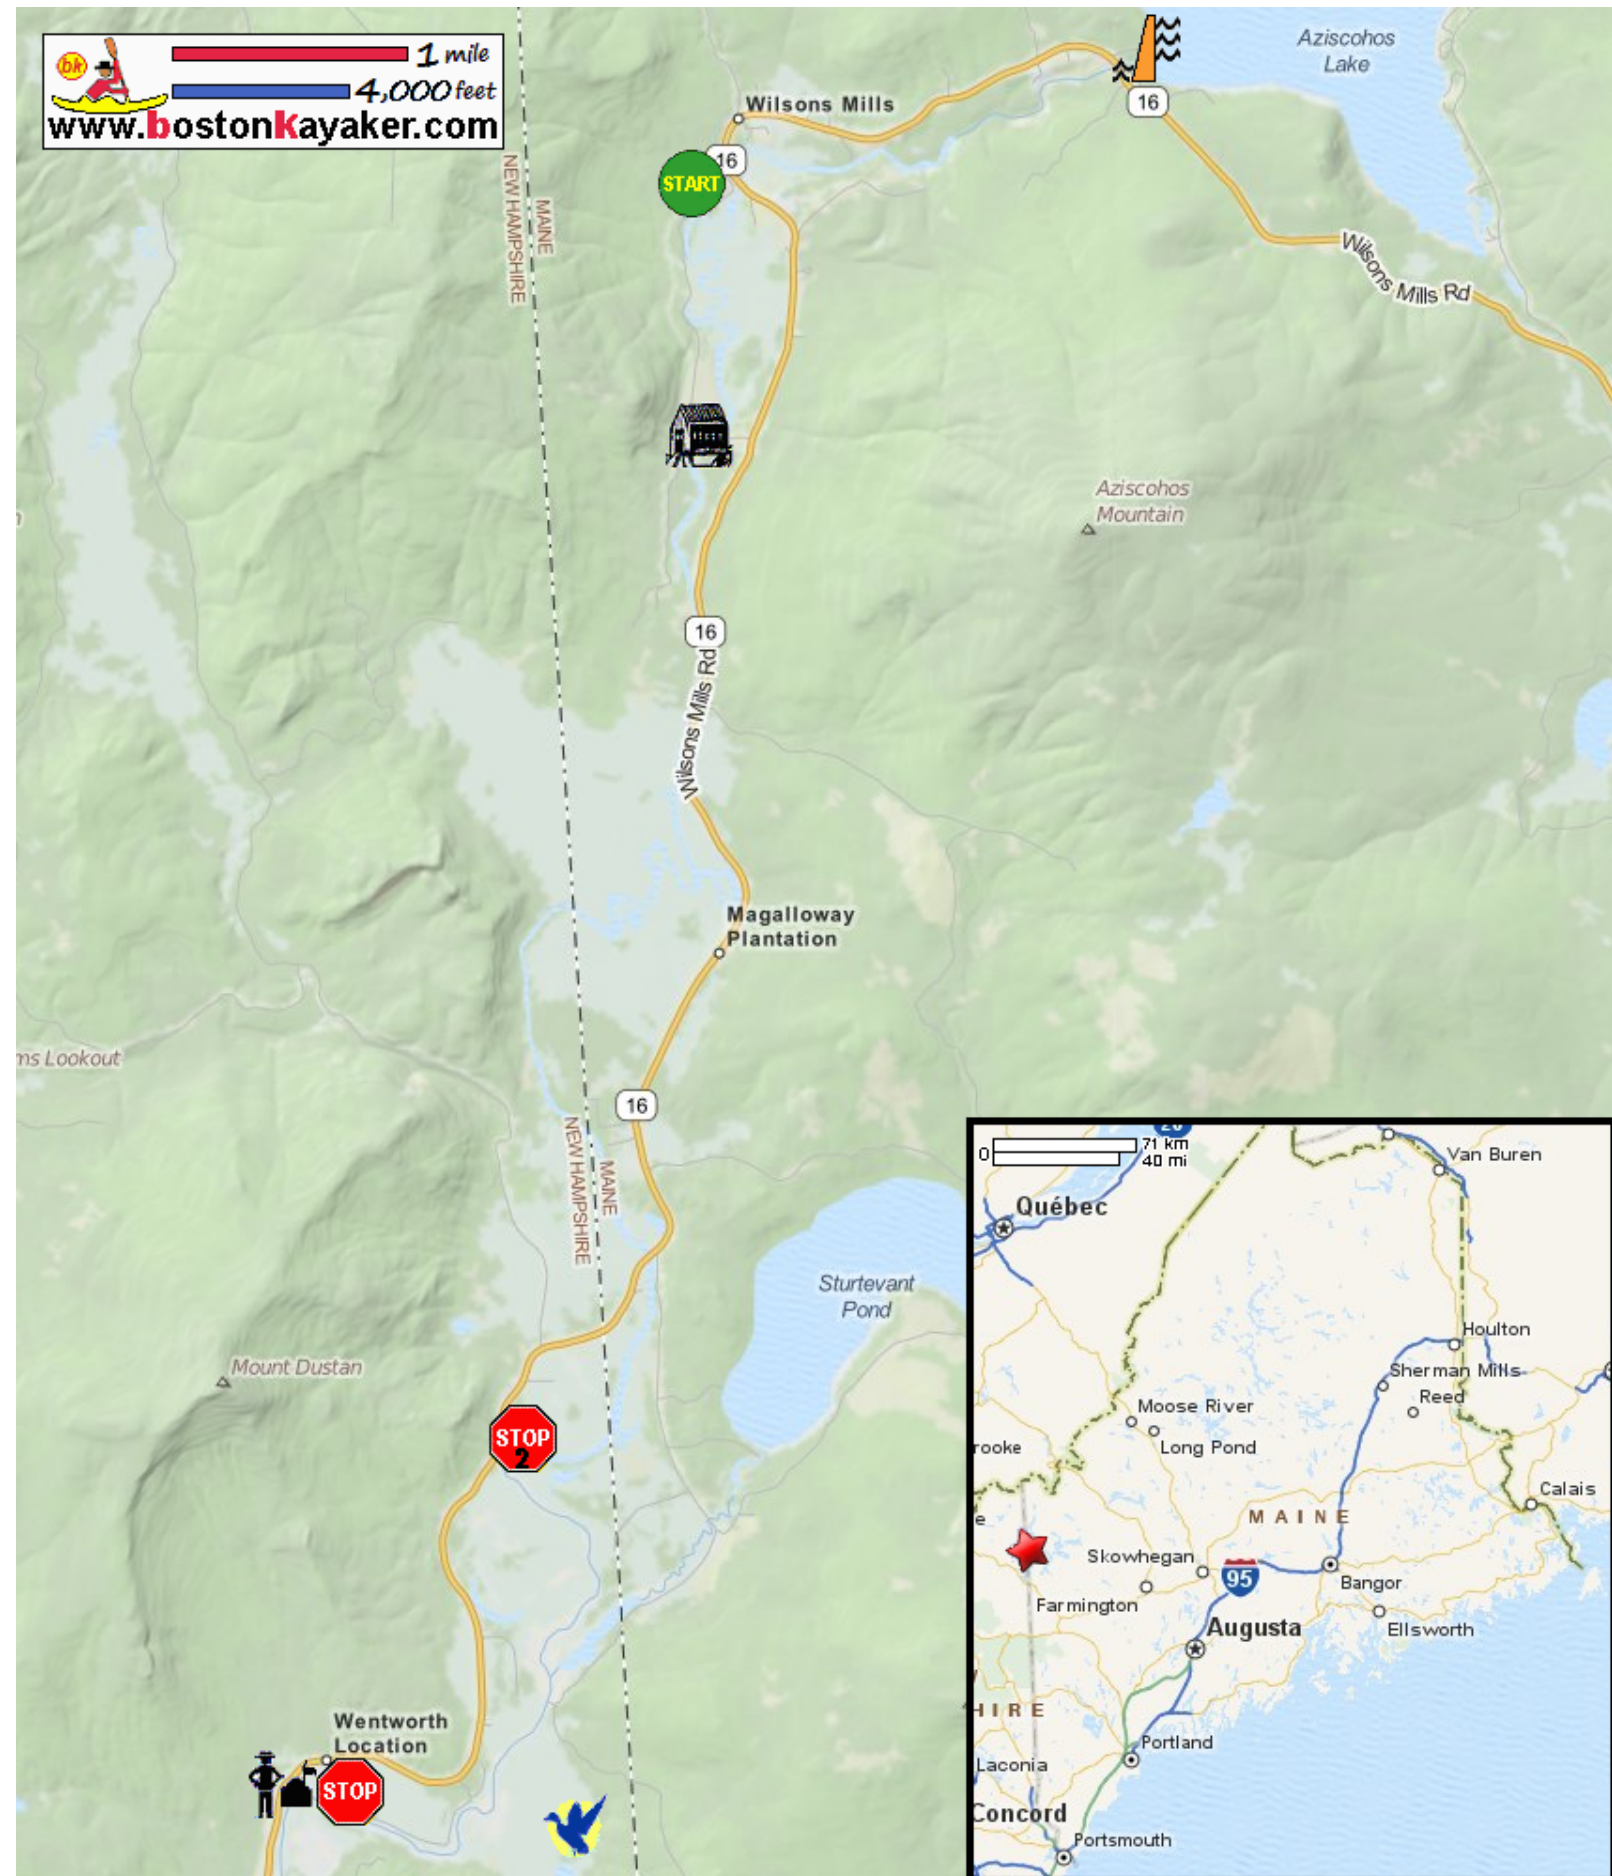 bk
1 mile
4,000 feet
www.bostonkayaker.com
Aziscohos
Lake
Wilsons Mills
16
16
START
NEW HAMPSHIRE
MAINE
Wilsons Mills Rd
Aziscohos
Mountain
16
Wilsons Mills Rd
Magalloway
Plantation
ms Lookout
16
NEW HAMPSHIRE
MAINE
Sturtevant
Pond
Mount Dustan
STOP
2
Wentworth
Location
STOP
0
71 km
40 mi
20
Van Buren
Québec
Houlton
Sherman Mills
Reed
Moose River
Long Pond
rooke
Calais
MAINE
e
Skowhegan
95
Bangor
Farmington
Ellsworth
Augusta
HIRE
Portland
Laconia
Concord
Portsmouth